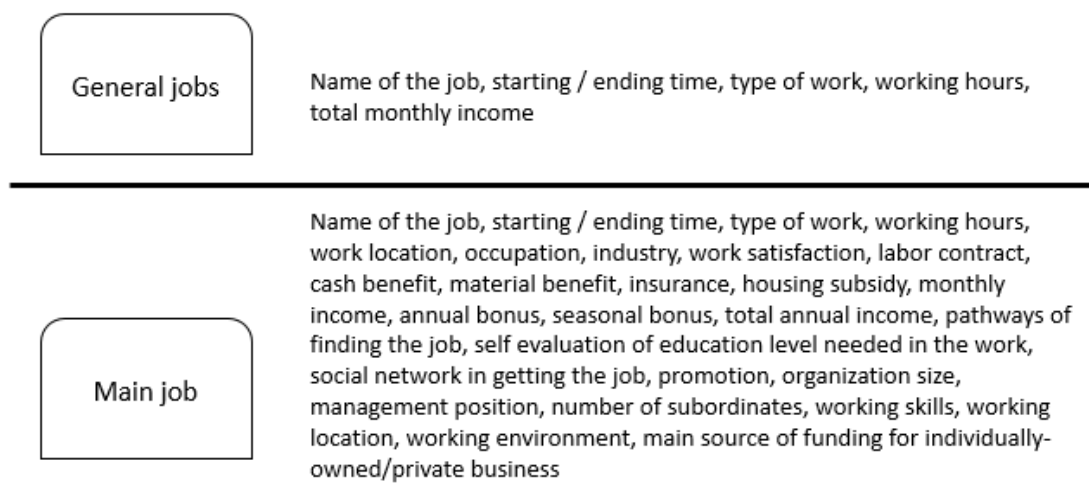 General jobs
Name of the job, starting / ending time, type of work, working hours,
total monthly income
Main job
Name of the job, starting / ending time, type of work, working hours,
work location, occupation, industry, work satisfaction, labor contract,
cash benefit, material benefit, insurance, housing subsidy, monthly
income, annual bonus, seasonal bonus, total annual income, pathways of
finding the job, self evaluation of education level needed in the work,
social network in getting the job, promotion, organization size,
management position, number of subordinates, working skills, working
location, working environment, main source of funding for individually-
owned/private business